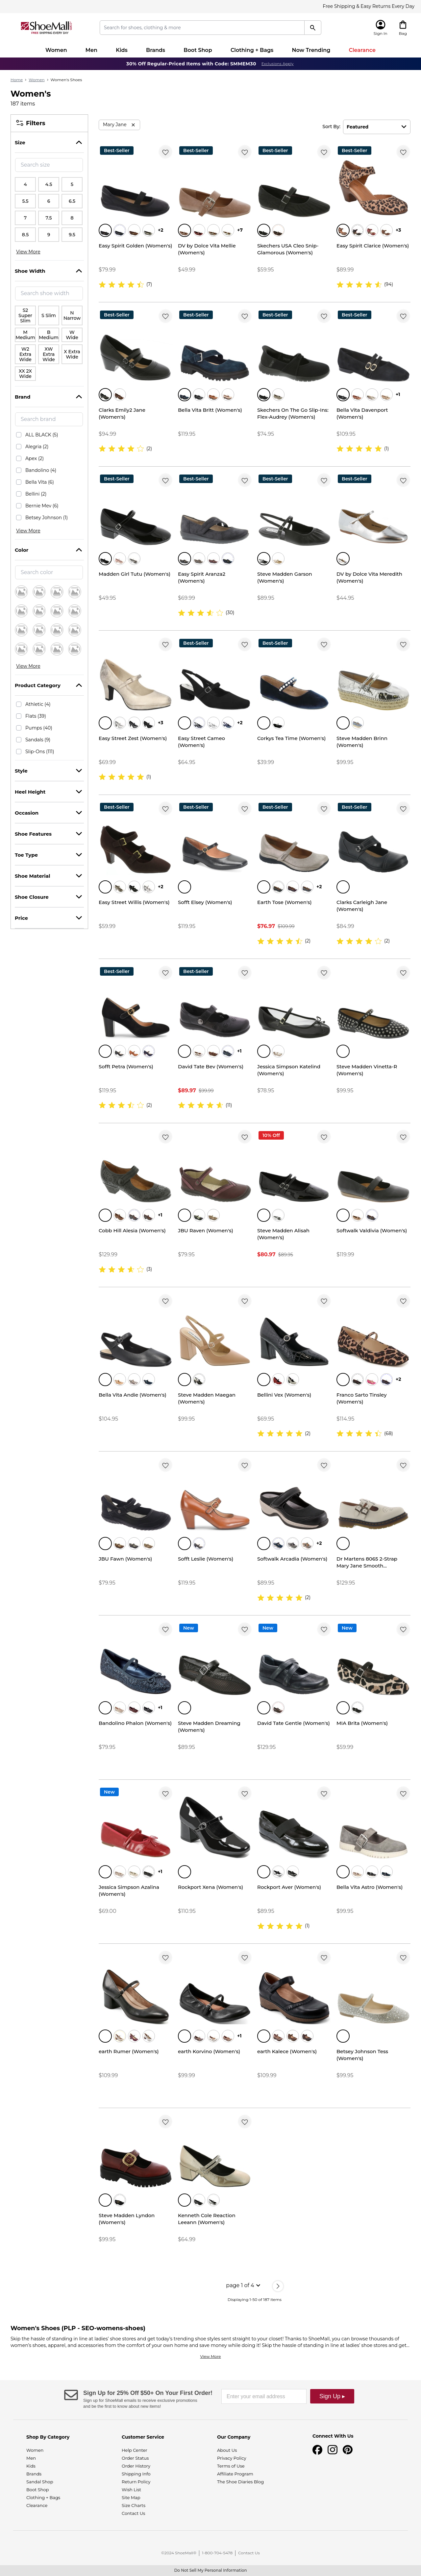 Free Shipping & Easy Returns Every Day
ShoeMall
FREE SHIPPING EVERY DAY
Search for shoes, clothing & more
Sign In
Bag
Women
Men
Kids
Brands
Boot Shop
Clothing + Bags
Now Trending
Clearance
30% Off Regular-Priced Items with Code: SMMEM30
Exclusions Apply
Home > Women > Women's Shoes
Women's
187 items
Filters
Size
Search size
4 4.5 5
5.5 6 6.5
7 7.5 8
8.5 9 9.5
View More
Shoe Width
Search shoe width
S2 Super Slim
S Slim
N Narrow
M Medium
B Medium
W Wide
W2 Extra Wide
XW Extra Wide
X Extra Wide
XX 2X Wide
Brand
Search brand
ALL BLACK (5)
Alegria (2)
Apex (2)
Bandolino (4)
Bella Vita (6)
Bellini (2)
Bernie Mev (6)
Betsey Johnson (1)
View More
Color
Search color
View More
Product Category
Athletic (4)
Flats (39)
Pumps (40)
Sandals (9)
Slip-Ons (111)
Style
Heel Height
Occasion
Shoe Features
Toe Type
Shoe Material
Shoe Closure
Price
Mary Jane ×
Sort By:
Featured
Best-Seller
+2
Easy Spirit Golden (Women's)
$79.99
(7)
Best-Seller
+7
DV by Dolce Vita Mellie (Women's)
$49.99
Best-Seller
Skechers USA Cleo Snip-Glamorous (Women's)
$59.95
Best-Seller
+3
Easy Spirit Clarice (Women's)
$89.99
(94)
Best-Seller
Clarks Emily2 Jane (Women's)
$94.99
(2)
Best-Seller
Bella Vita Britt (Women's)
$119.95
Best-Seller
Skechers On The Go Slip-Ins: Flex-Audrey (Women's)
$74.95
Best-Seller
+1
Bella Vita Davenport (Women's)
$109.95
(1)
Best-Seller
Madden Girl Tutu (Women's)
$49.95
Best-Seller
Easy Spirit Aranza2 (Women's)
$69.99
(30)
Best-Seller
Steve Madden Garson (Women's)
$89.95
Best-Seller
DV by Dolce Vita Meredith (Women's)
$44.95
Best-Seller
+3
Easy Street Zest (Women's)
$69.99
(1)
Best-Seller
+2
Easy Street Cameo (Women's)
$64.95
Best-Seller
Corkys Tea Time (Women's)
$39.99
Best-Seller
Steve Madden Brinn (Women's)
$99.95
Best-Seller
+2
Easy Street Willis (Women's)
$59.99
Best-Seller
Sofft Elsey (Women's)
$119.95
Best-Seller
+2
Earth Tose (Women's)
$76.97
(2)
Best-Seller
Clarks Carleigh Jane (Women's)
$84.99
(2)
Best-Seller
Sofft Petra (Women's)
$119.95
(2)
Best-Seller
+1
David Tate Bev (Women's)
$89.97 $99.99
(11)
Jessica Simpson Katelind (Women's)
$78.95
Steve Madden Vinetta-R (Women's)
$99.95
+1
Cobb Hill Alesia (Women's)
$129.99
(3)
JBU Raven (Women's)
$79.95
10% Off
Steve Madden Alisah (Women's)
$80.97 $89.95
Softwalk Valdivia (Women's)
$119.99
Bella Vita Andie (Women's)
$104.95
Steve Madden Maegan (Women's)
$99.95
Bellini Vex (Women's)
$69.95
(2)
+2
Franco Sarto Tinsley (Women's)
$114.95
(68)
JBU Fawn (Women's)
$79.95
Sofft Leslie (Women's)
$119.95
+2
Softwalk Arcadia (Women's)
$89.95
(2)
Dr Martens 8065 2-Strap Mary Jane Smooth...
$129.95
New
+1
Bandolino Phalon (Women's)
$79.95
New
Steve Madden Dreaming (Women's)
$89.95
New
David Tate Gentle (Women's)
$129.95
New
MIA Brita (Women's)
$59.99
New
+1
Jessica Simpson Azalina (Women's)
$69.00
Rockport Xena (Women's)
$110.95
Rockport Aver (Women's)
$89.95
(1)
Bella Vita Astro (Women's)
$99.95
earth Rumer (Women's)
$109.99
+1
earth Korvino (Women's)
$99.99
earth Kalece (Women's)
$109.99
Betsey Johnson Tess (Women's)
$99.95
Steve Madden Lyndon (Women's)
$99.95
Kenneth Cole Reaction Leeann (Women's)
$64.99
page 1 of 4
Displaying 1-50 of 187 items
Women's Shoes (PLP - SEO-womens-shoes)
Skip the hassle of standing in line at ladies' shoe stores and get today's trending shoe styles sent straight to your closet! Thanks to ShoeMall, you can browse thousands of women's shoes, apparel, and accessories from the comfort of your own home and save money while doing it! Skip the hassle of standing in line at ladies' shoe stores and get...
View More
Sign Up for 25% Off $50+ On Your First Order!
Sign up for ShoeMall emails to receive exclusive promotions and be the first to know about new items!
Enter your email address
Sign Up ▸
Shop By Category
Women
Men
Kids
Brands
Sandal Shop
Boot Shop
Clothing + Bags
Clearance
Customer Service
Help Center
Order Status
Order History
Shipping Info
Return Policy
Wish List
Site Map
Size Charts
Contact Us
Our Company
About Us
Privacy Policy
Terms of Use
Affiliate Program
The Shoe Diaries Blog
Connect With Us
©2024 ShoeMall® | 1-800-704-5478 | Contact Us
Do Not Sell My Personal Information